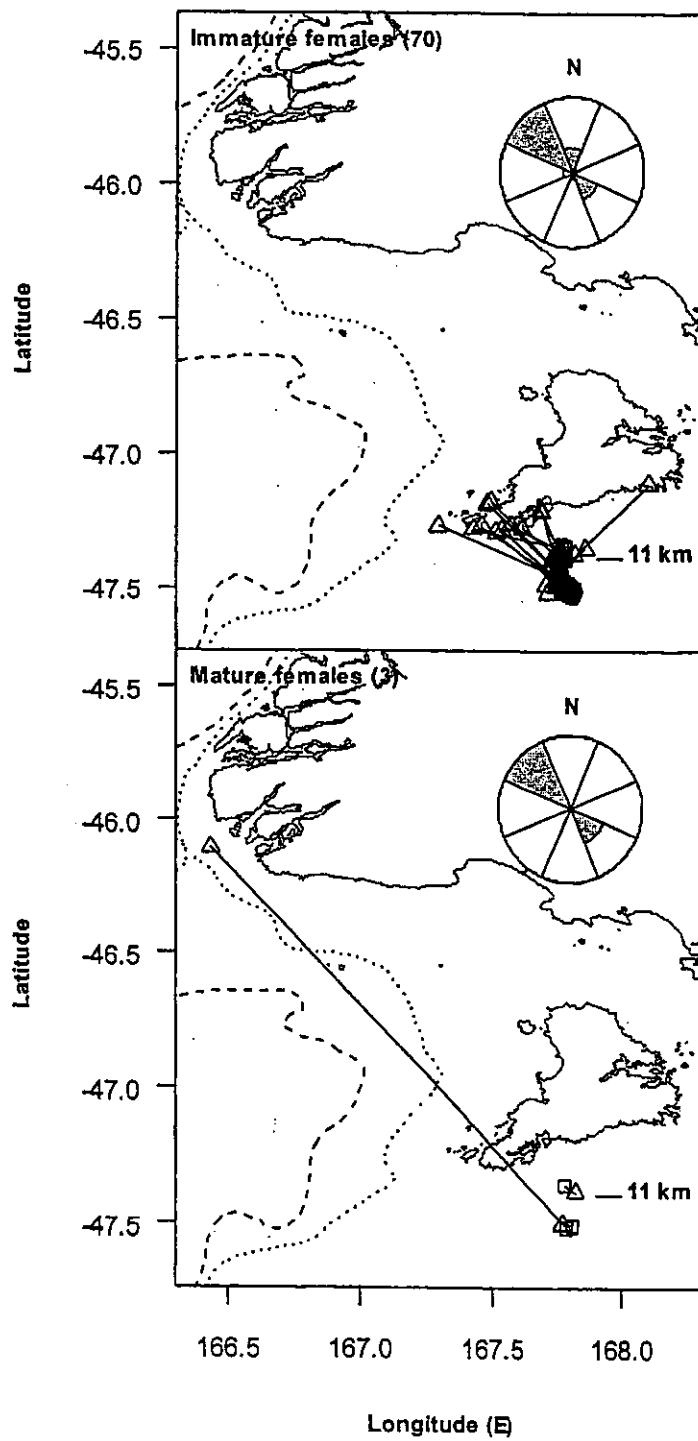 Immature females (70)
N
-45.5
-46.0
-46.5
-47.0
-47.5
11 km
Latitude
Mature females (3)
N
-45.5
-46.0
-46.5
-47.0
-47.5
11 km
Latitude
166.5 167.0 167.5 168.0
Longitude (E)